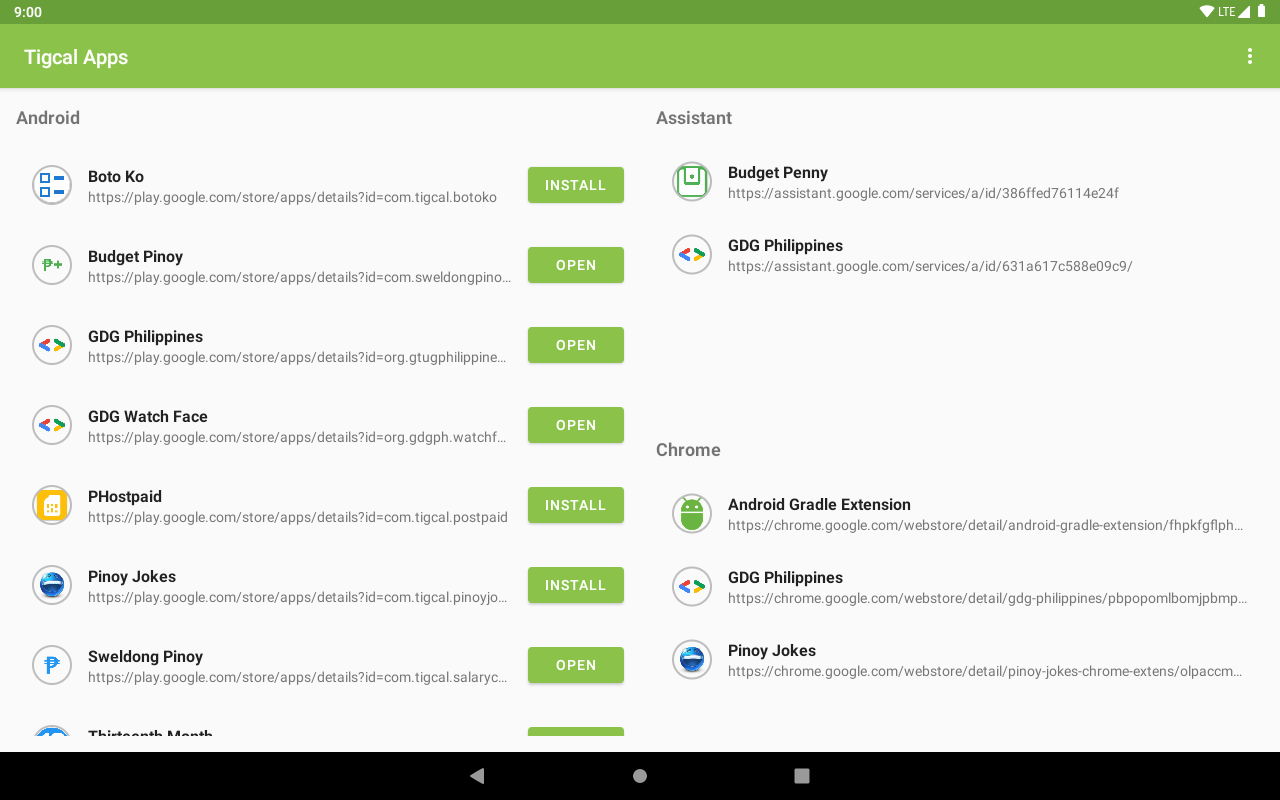 9:00
LTE
Tigcal Apps
Android
Boto Ko
https://play.google.com/store/apps/details?id=com.tigcal.botoko
INSTALL
Budget Pinoy
https://play.google.com/store/apps/details?id=com.sweldongpino...
OPEN
GDG Philippines
https://play.google.com/store/apps/details?id=org.gtugphilippine...
OPEN
GDG Watch Face
https://play.google.com/store/apps/details?id=org.gdgph.watchf...
OPEN
PHostpaid
https://play.google.com/store/apps/details?id=com.tigcal.postpaid
INSTALL
Pinoy Jokes
https://play.google.com/store/apps/details?id=com.tigcal.pinoyjo...
INSTALL
Sweldong Pinoy
https://play.google.com/store/apps/details?id=com.tigcal.salaryc...
OPEN
Thirteenth Month
Assistant
Budget Penny
https://assistant.google.com/services/a/id/386ffed76114e24f
GDG Philippines
https://assistant.google.com/services/a/id/631a617c588e09c9/
Chrome
Android Gradle Extension
https://chrome.google.com/webstore/detail/android-gradle-extension/fhpkfgflph...
GDG Philippines
https://chrome.google.com/webstore/detail/gdg-philippines/pbpopomlbomjpbmp...
Pinoy Jokes
https://chrome.google.com/webstore/detail/pinoy-jokes-chrome-extens/olpaccm...